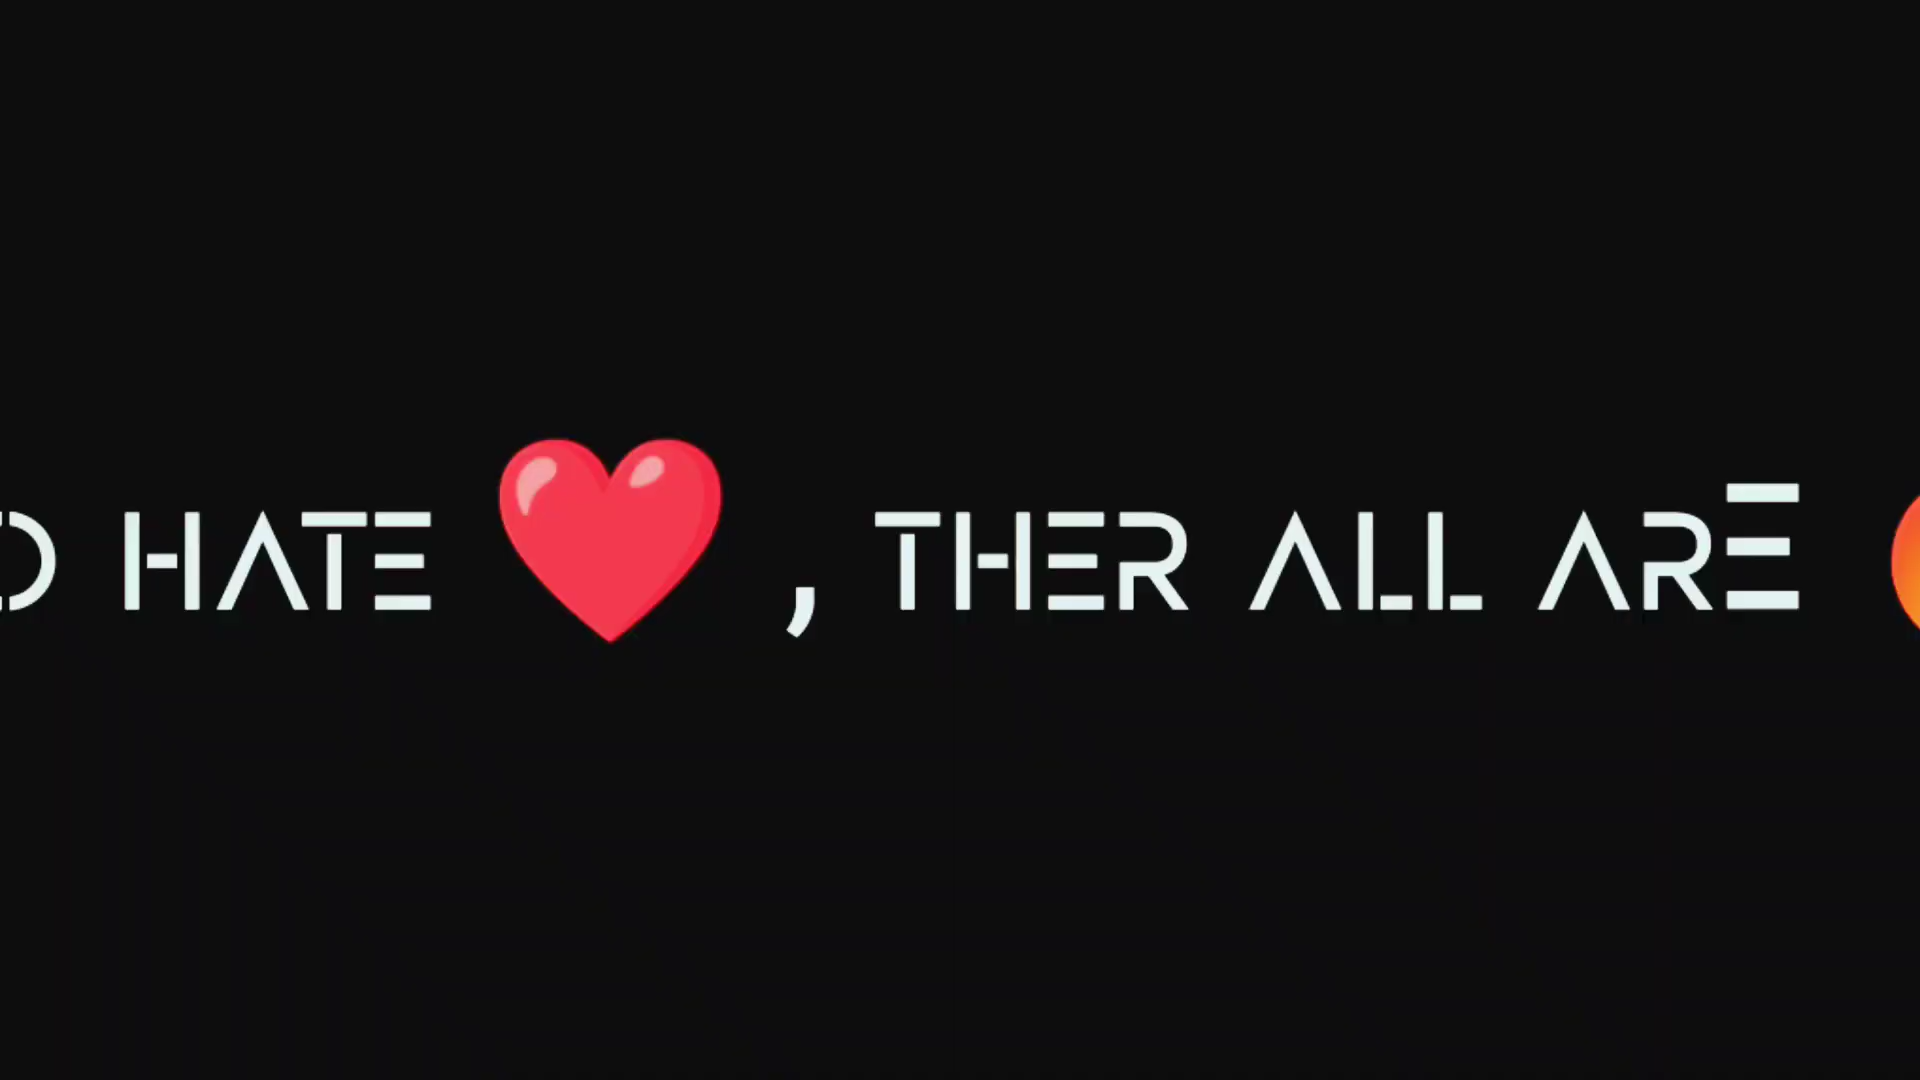 HATE ❤️ , THER ALL ARE